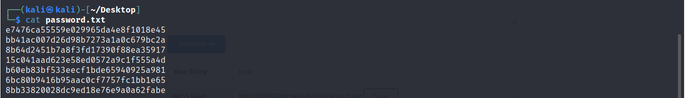 ┌──(kali㉿kali)-[~/Desktop]
└─$ cat password.txt
e7476ca55559e029965da4e8f1018e45
bb41ac007d26d98b7273a1a0c679bc2a
8b64d2451b7a8f3fd17390f88ea35917
15c041aad623e58ed0572a9c1f555a4d
b60eb83bf533eecf1bde65940925a981
6bc80b9416b95aac0cf7757fc1bb1e65
8bb33820028dc9ed18e76e9a0a62fabe